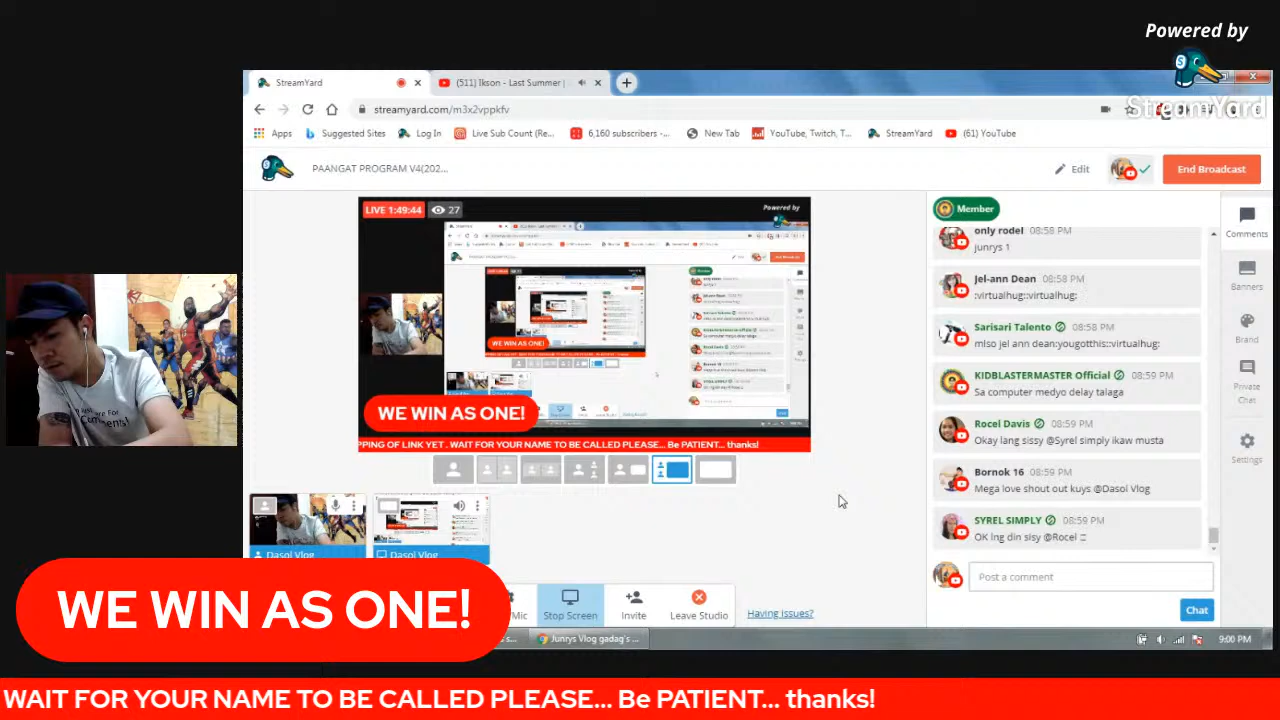 Powered by
StreamYard
StreamYard
(511) Ikson - Last Summer |
streamyard.com/m3x2vppkfv
Apps
Suggested Sites
Log In
Live Sub Count (Re...
6,160 subscribers -...
New Tab
YouTube, Twitch, T...
StreamYard
(61) YouTube
PAANGAT PROGRAM V4(202...
Edit
End Broadcast
LIVE 1:49:44
27
Powered by
WE WIN AS ONE!
WE WIN AS ONE!
PPING OF LINK YET . WAIT FOR YOUR NAME TO BE CALLED PLEASE... Be PATIENT... thanks!
Member
only rodel 08:58 PM
junrys 1
Jel-ann Dean 08:58 PM
:virtualhug::virtualhug:
Sarisari Talento 08:58 PM
mlso jel ann dean:yougotthis::virtualhug:
KIDBLASTERMASTER Official 08:59 PM
Sa computer medyo delay talaga
Rocel Davis 08:59 PM
Okay lang sissy @Syrel simply ikaw musta
Bornok 16 08:59 PM
Mega love shout out kuys @Dasol Vlog
SYREL SIMPLY 08:59 PM
OK lng din sisy @Rocel
Post a comment
Chat
Comments
Banners
Brand
Private
Chat
Settings
Dasol Vlog
Dasol Vlog
Mic
Stop Screen
Invite
Leave Studio
Having issues?
Junrys Vlog gadag's ...
9:00 PM
WE WIN AS ONE!
WAIT FOR YOUR NAME TO BE CALLED PLEASE... Be PATIENT... thanks!